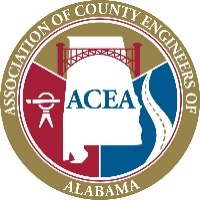 ASSOCIATION OF COUNTY ENGINEERS OF
ACEA
ALABAMA